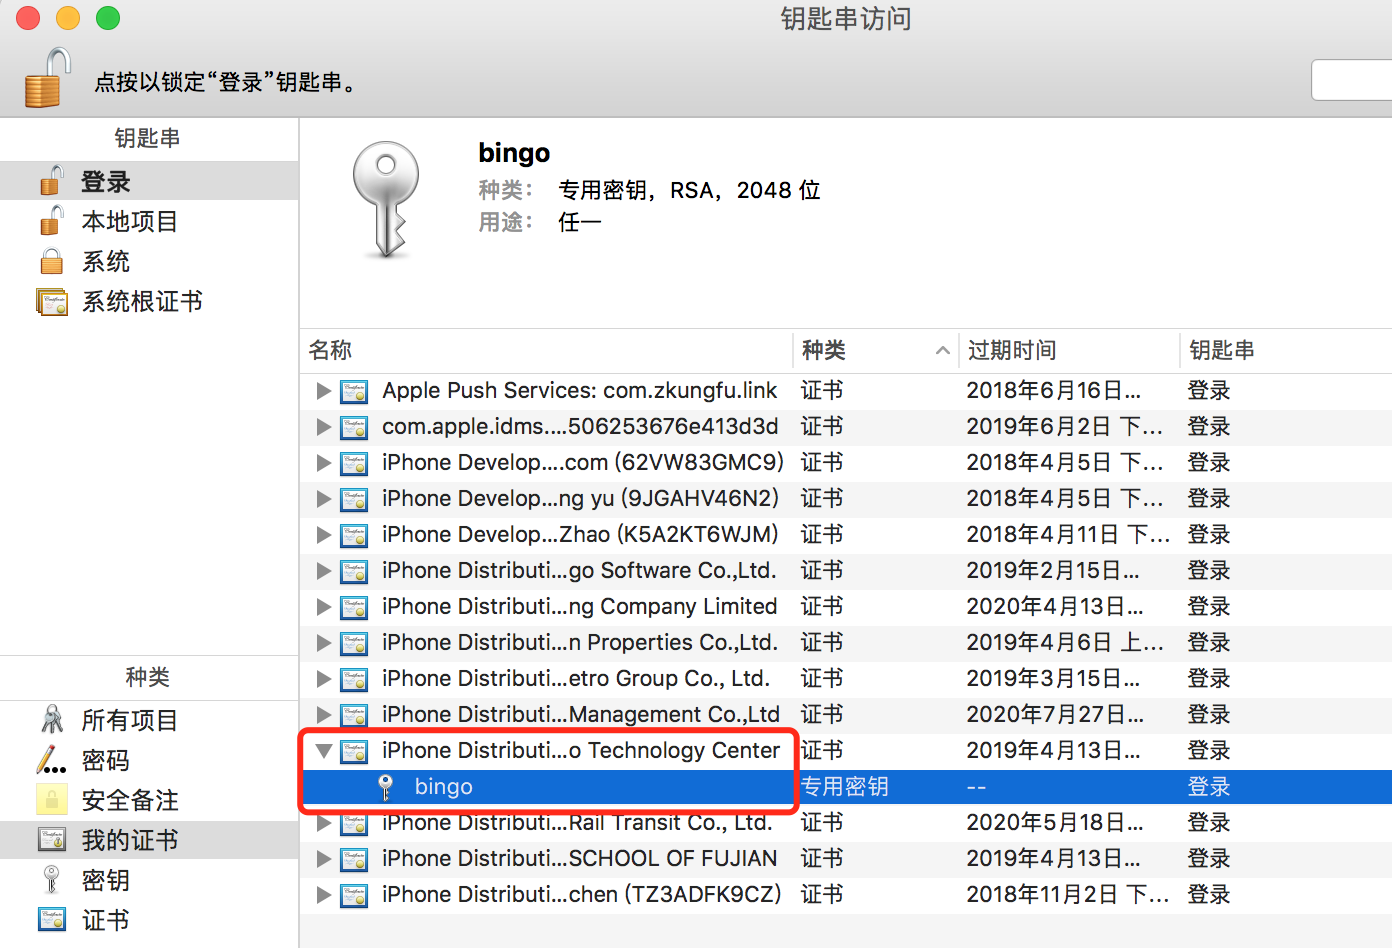 钥匙串访问
点按以锁定“登录”钥匙串。
钥匙串
登录
本地项目
系统
系统根证书
种类
所有项目
密码
安全备注
我的证书
密钥
证书
bingo
种类： 专用密钥，RSA，2048 位
用途： 任一
名称 种类 过期时间 钥匙串
Apple Push Services: com.zkungfu.link 证书 2018年6月16日... 登录
com.apple.idms....506253676e413d3d 证书 2019年6月2日 下... 登录
iPhone Develop....com (62VW83GMC9) 证书 2018年4月5日 下... 登录
iPhone Develop...ng yu (9JGAHV46N2) 证书 2018年4月5日 下... 登录
iPhone Develop...Zhao (K5A2KT6WJM) 证书 2018年4月11日 下... 登录
iPhone Distributi...go Software Co.,Ltd. 证书 2019年2月15日... 登录
iPhone Distributi...ng Company Limited 证书 2020年4月13日... 登录
iPhone Distributi...n Properties Co.,Ltd. 证书 2019年4月6日 上... 登录
iPhone Distributi...etro Group Co., Ltd. 证书 2019年3月15日... 登录
iPhone Distributi...Management Co.,Ltd 证书 2020年7月27日... 登录
iPhone Distributi...o Technology Center 证书 2019年4月13日... 登录
bingo 专用密钥 -- 登录
iPhone Distributi...Rail Transit Co., Ltd. 证书 2020年5月18日... 登录
iPhone Distributi...SCHOOL OF FUJIAN 证书 2019年4月13日... 登录
iPhone Distributi...chen (TZ3ADFK9CZ) 证书 2018年11月2日 下... 登录